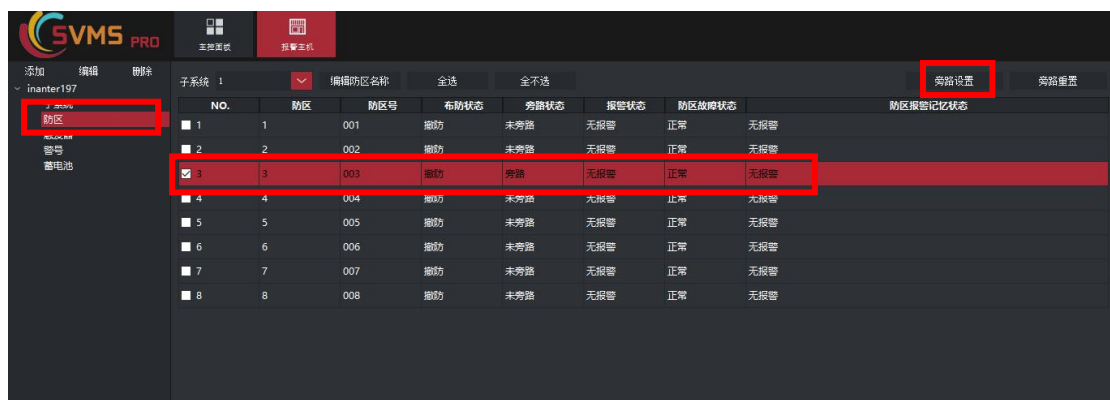 SVMS PRO
主控面板
报警主机
添加 编辑 删除
inanter197
子系统
防区
触发器
警号
蓄电池
子系统 1 编辑防区名称 全选 全不选 旁路设置 旁路重置
NO. 防区 防区号 布防状态 旁路状态 报警状态 防区故障状态 防区报警记忆状态
1 1 001 撤防 未旁路 无报警 正常 无报警
2 2 002 撤防 未旁路 无报警 正常 无报警
3 3 003 撤防 旁路 无报警 正常 无报警
4 4 004 撤防 未旁路 无报警 正常 无报警
5 5 005 撤防 未旁路 无报警 正常 无报警
6 6 006 撤防 未旁路 无报警 正常 无报警
7 7 007 撤防 未旁路 无报警 正常 无报警
8 8 008 撤防 未旁路 无报警 正常 无报警